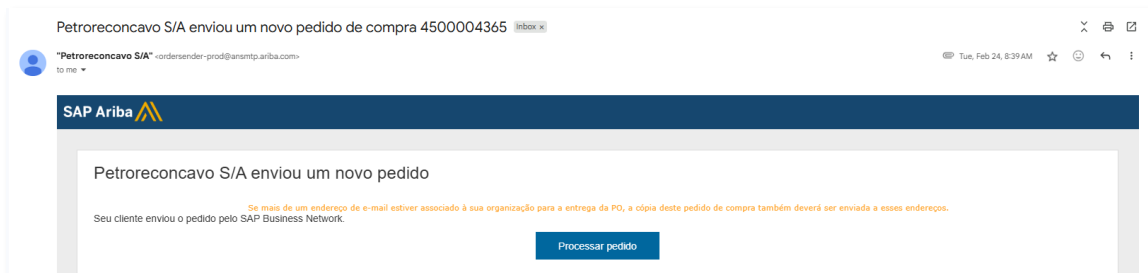 Petroreconcavo S/A enviou um novo pedido de compra 4500004365 Inbox ×
"Petroreconcavo S/A" <ordersender-prod@ansmtp.ariba.com>
Tue, Feb 24, 8:39 AM
to me
SAP Ariba
Petroreconcavo S/A enviou um novo pedido
Se mais de um endereço de e-mail estiver associado à sua organização para a entrega da PO, a cópia deste pedido de compra também deverá ser enviada a esses endereços.
Seu cliente enviou o pedido pelo SAP Business Network.
Processar pedido